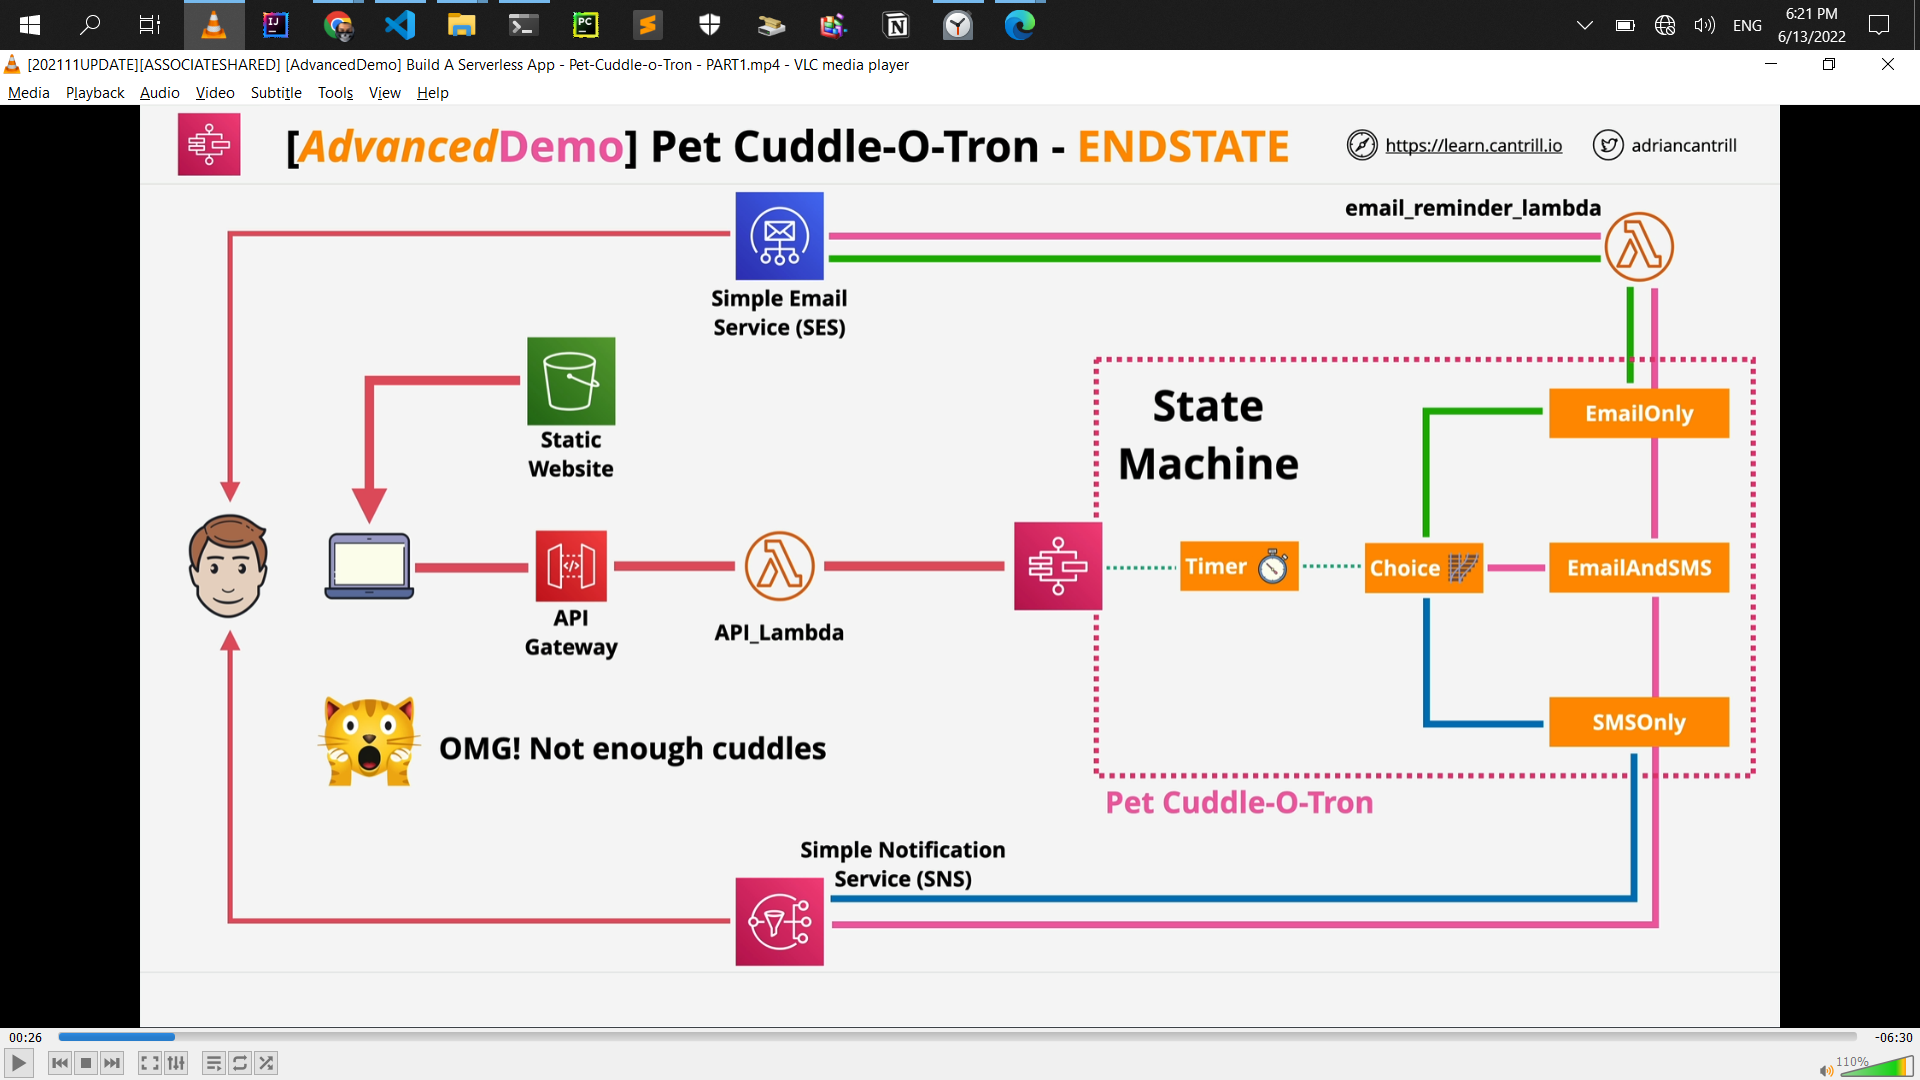 6:21 PM
ENG
6/13/2022
[202111UPDATE][ASSOCIATESHARED] [AdvancedDemo] Build A Serverless App - Pet-Cuddle-o-Tron - PART1.mp4 - VLC media player
Media Playback Audio Video Subtitle Tools View Help
[AdvancedDemo] Pet Cuddle-O-Tron - ENDSTATE
https://learn.cantrill.io
adriancantrill
email_reminder_lambda
Simple Email
Service (SES)
Static
Website
State
Machine
EmailOnly
Timer
Choice
EmailAndSMS
API
Gateway
API_Lambda
SMSOnly
OMG! Not enough cuddles
Pet Cuddle-O-Tron
Simple Notification
Service (SNS)
00:26
-06:30
110%